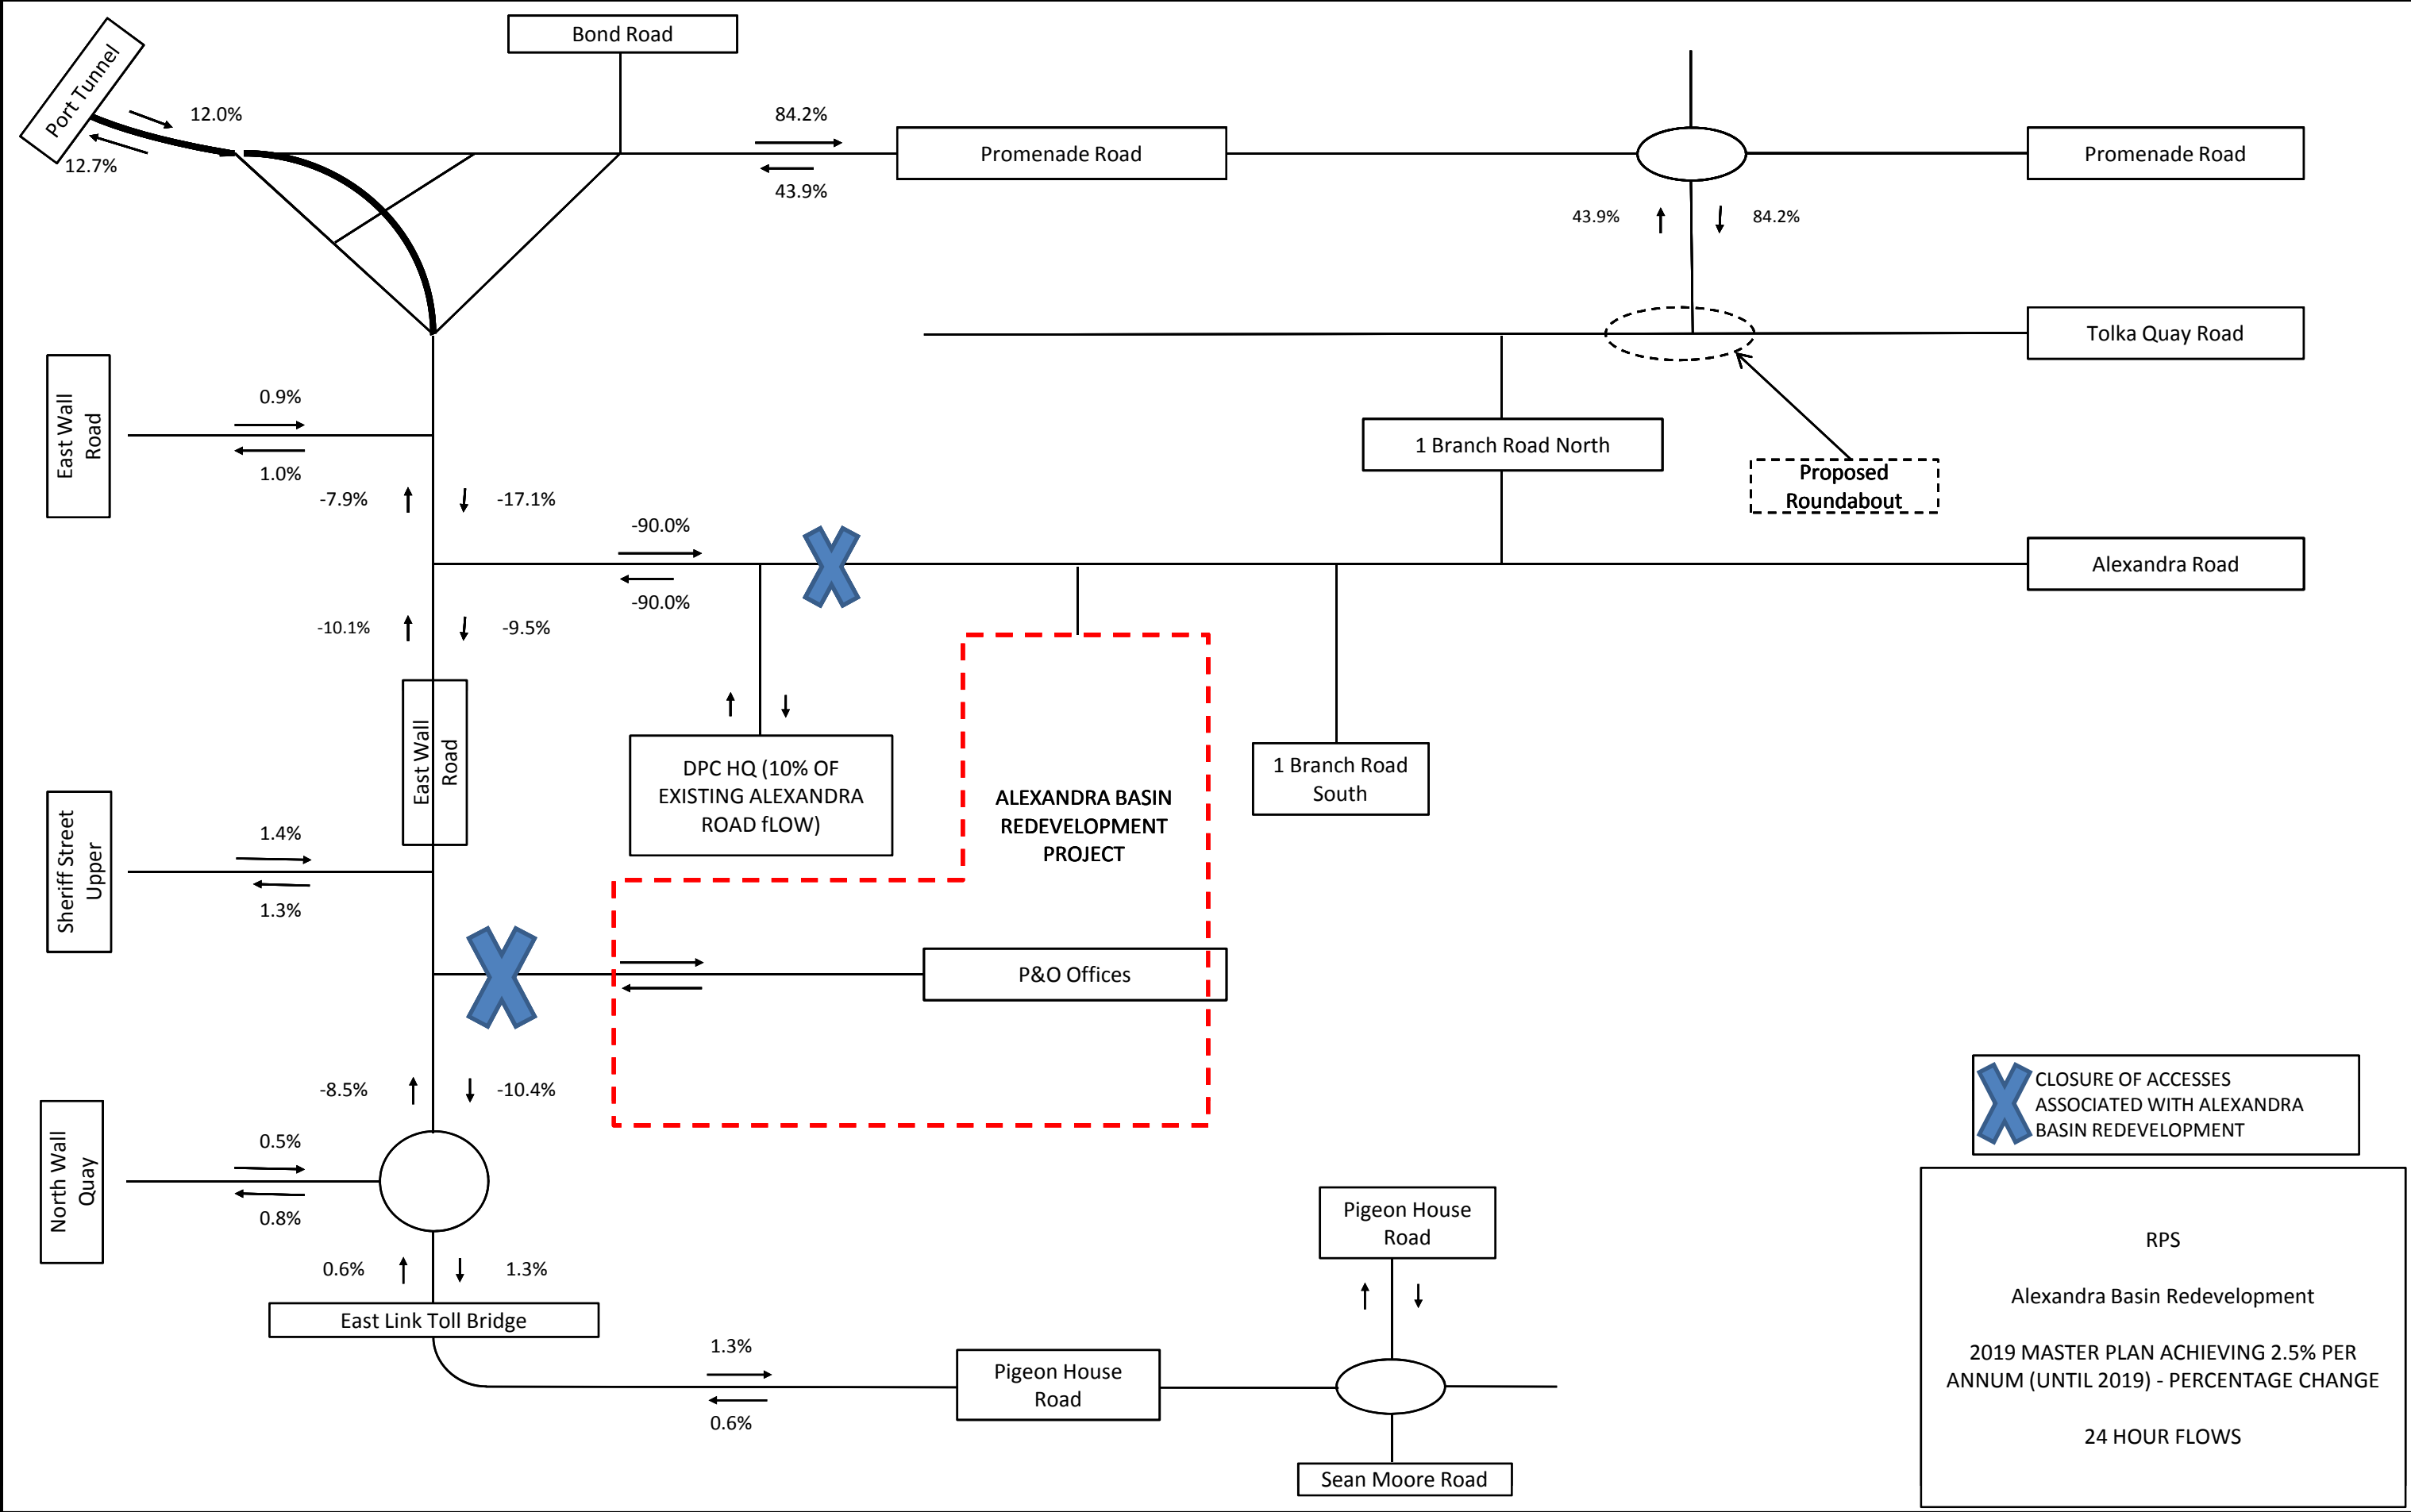 Bond Road
Port Tunnel
12.0%
12.7%
84.2%
43.9%
Promenade Road
Promenade Road
43.9%
84.2%
Tolka Quay Road
East Wall
Road
0.9%
1.0%
1 Branch Road North
Proposed
Roundabout
-7.9%
-17.1%
-90.0%
-90.0%
Alexandra Road
-10.1%
-9.5%
East Wall
Road
DPC HQ (10% OF
EXISTING ALEXANDRA
ROAD fLOW)
ALEXANDRA BASIN
REDEVELOPMENT
PROJECT
1 Branch Road
South
Sheriff Street
Upper
1.4%
1.3%
P&O Offices
-8.5%
-10.4%
North Wall
Quay
0.5%
0.8%
0.6%
1.3%
East Link Toll Bridge
1.3%
0.6%
Pigeon House
Road
Pigeon House
Road
Sean Moore Road
CLOSURE OF ACCESSES
ASSOCIATED WITH ALEXANDRA
BASIN REDEVELOPMENT
RPS
Alexandra Basin Redevelopment
2019 MASTER PLAN ACHIEVING 2.5% PER
ANNUM (UNTIL 2019) - PERCENTAGE CHANGE
24 HOUR FLOWS